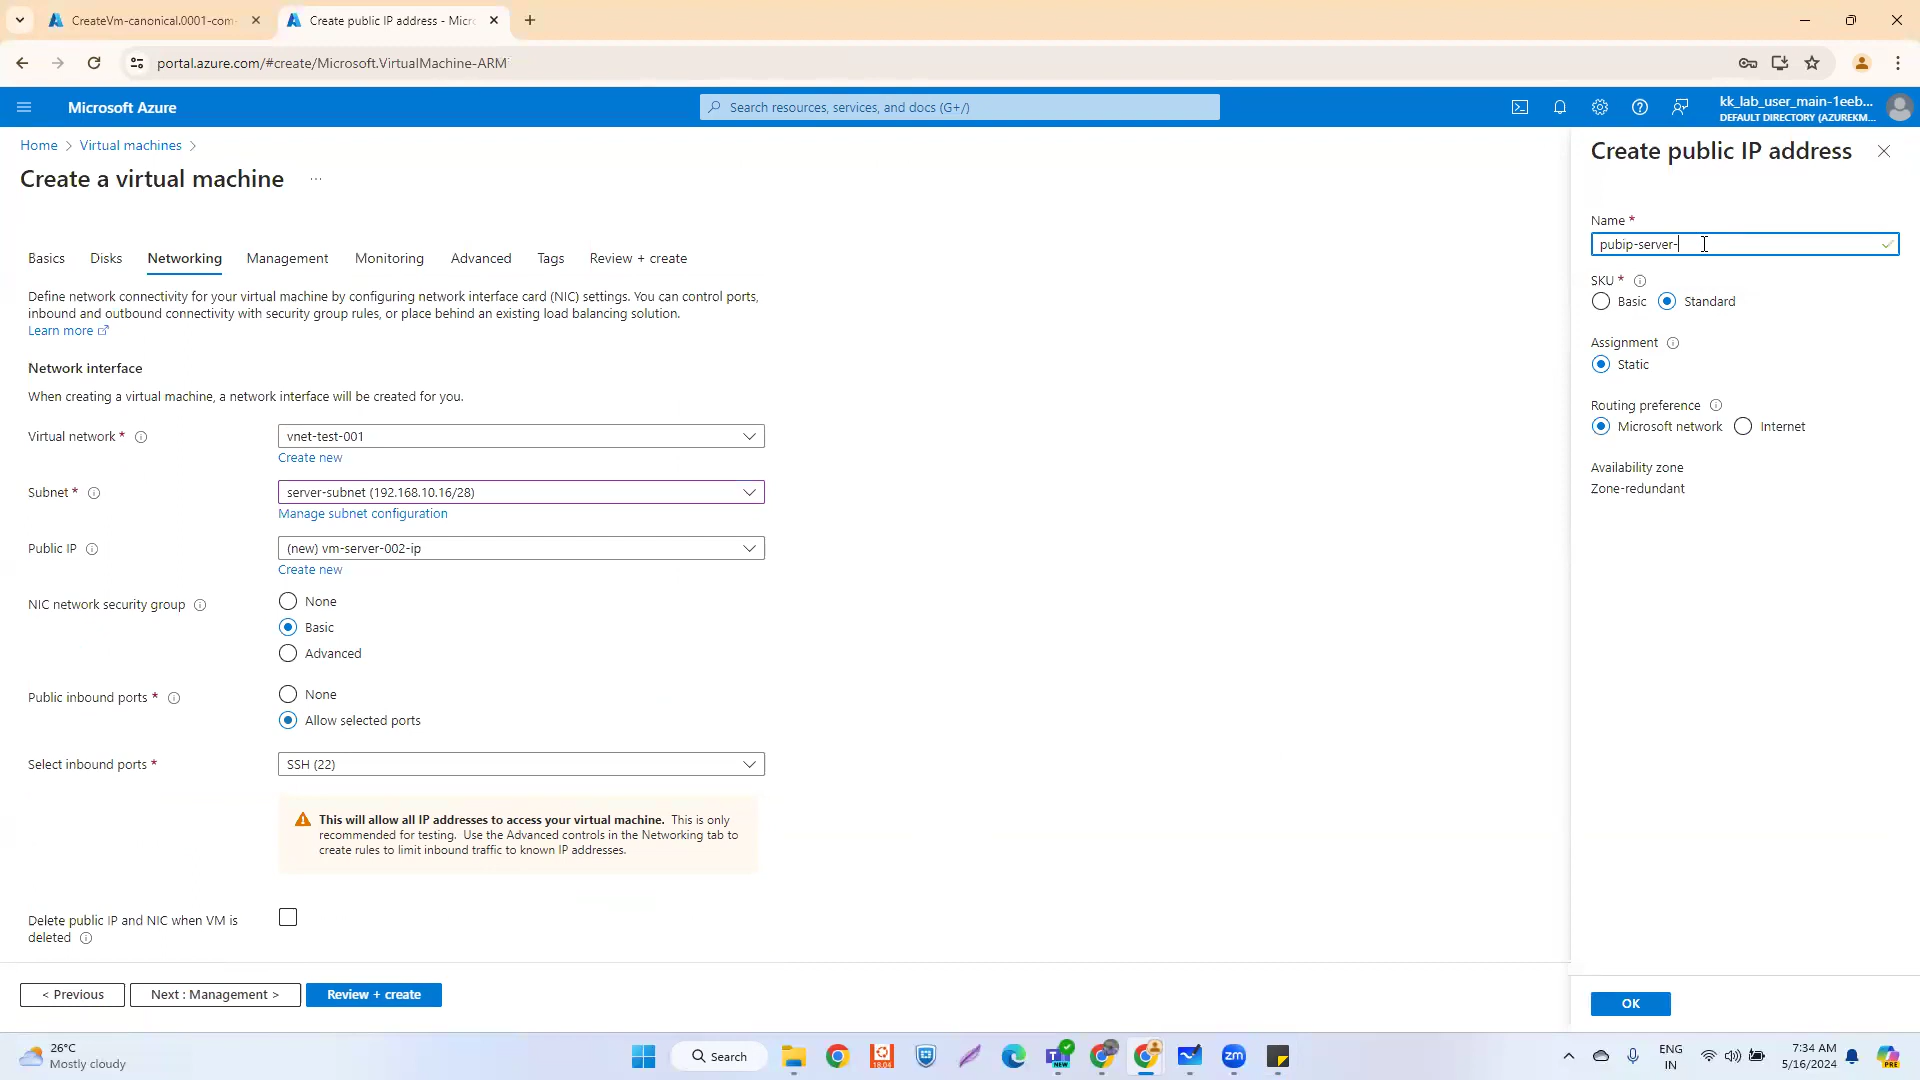 CreateVm-canonical.0001-com
Create public IP address - Micr
portal.azure.com/#create/Microsoft.VirtualMachine-ARM
Microsoft Azure
Search resources, services, and docs (G+/)
kk_lab_user_main-1eeb...
DEFAULT DIRECTORY (AZUREKM...
Home
Virtual machines
Create a virtual machine
...
Basics
Disks
Networking
Management
Monitoring
Advanced
Tags
Review + create
Define network connectivity for your virtual machine by configuring network interface card (NIC) settings. You can control ports,
inbound and outbound connectivity with security group rules, or place behind an existing load balancing solution.
Learn more
Network interface
When creating a virtual machine, a network interface will be created for you.
Virtual network *
vnet-test-001
Create new
Subnet *
server-subnet (192.168.10.16/28)
Manage subnet configuration
Public IP
(new) vm-server-002-ip
Create new
NIC network security group
None
Basic
Advanced
Public inbound ports *
None
Allow selected ports
Select inbound ports *
SSH (22)
This will allow all IP addresses to access your virtual machine. This is only
recommended for testing. Use the Advanced controls in the Networking tab to
create rules to limit inbound traffic to known IP addresses.
Delete public IP and NIC when VM is
deleted
< Previous
Next : Management >
Review + create
Create public IP address
Name *
pubip-server-
SKU *
Basic
Standard
Assignment
Static
Routing preference
Microsoft network
Internet
Availability zone
Zone-redundant
OK
26°C
Mostly cloudy
Search
18.04
NEW
zm
ENG
IN
7:34 AM
5/16/2024
PRE